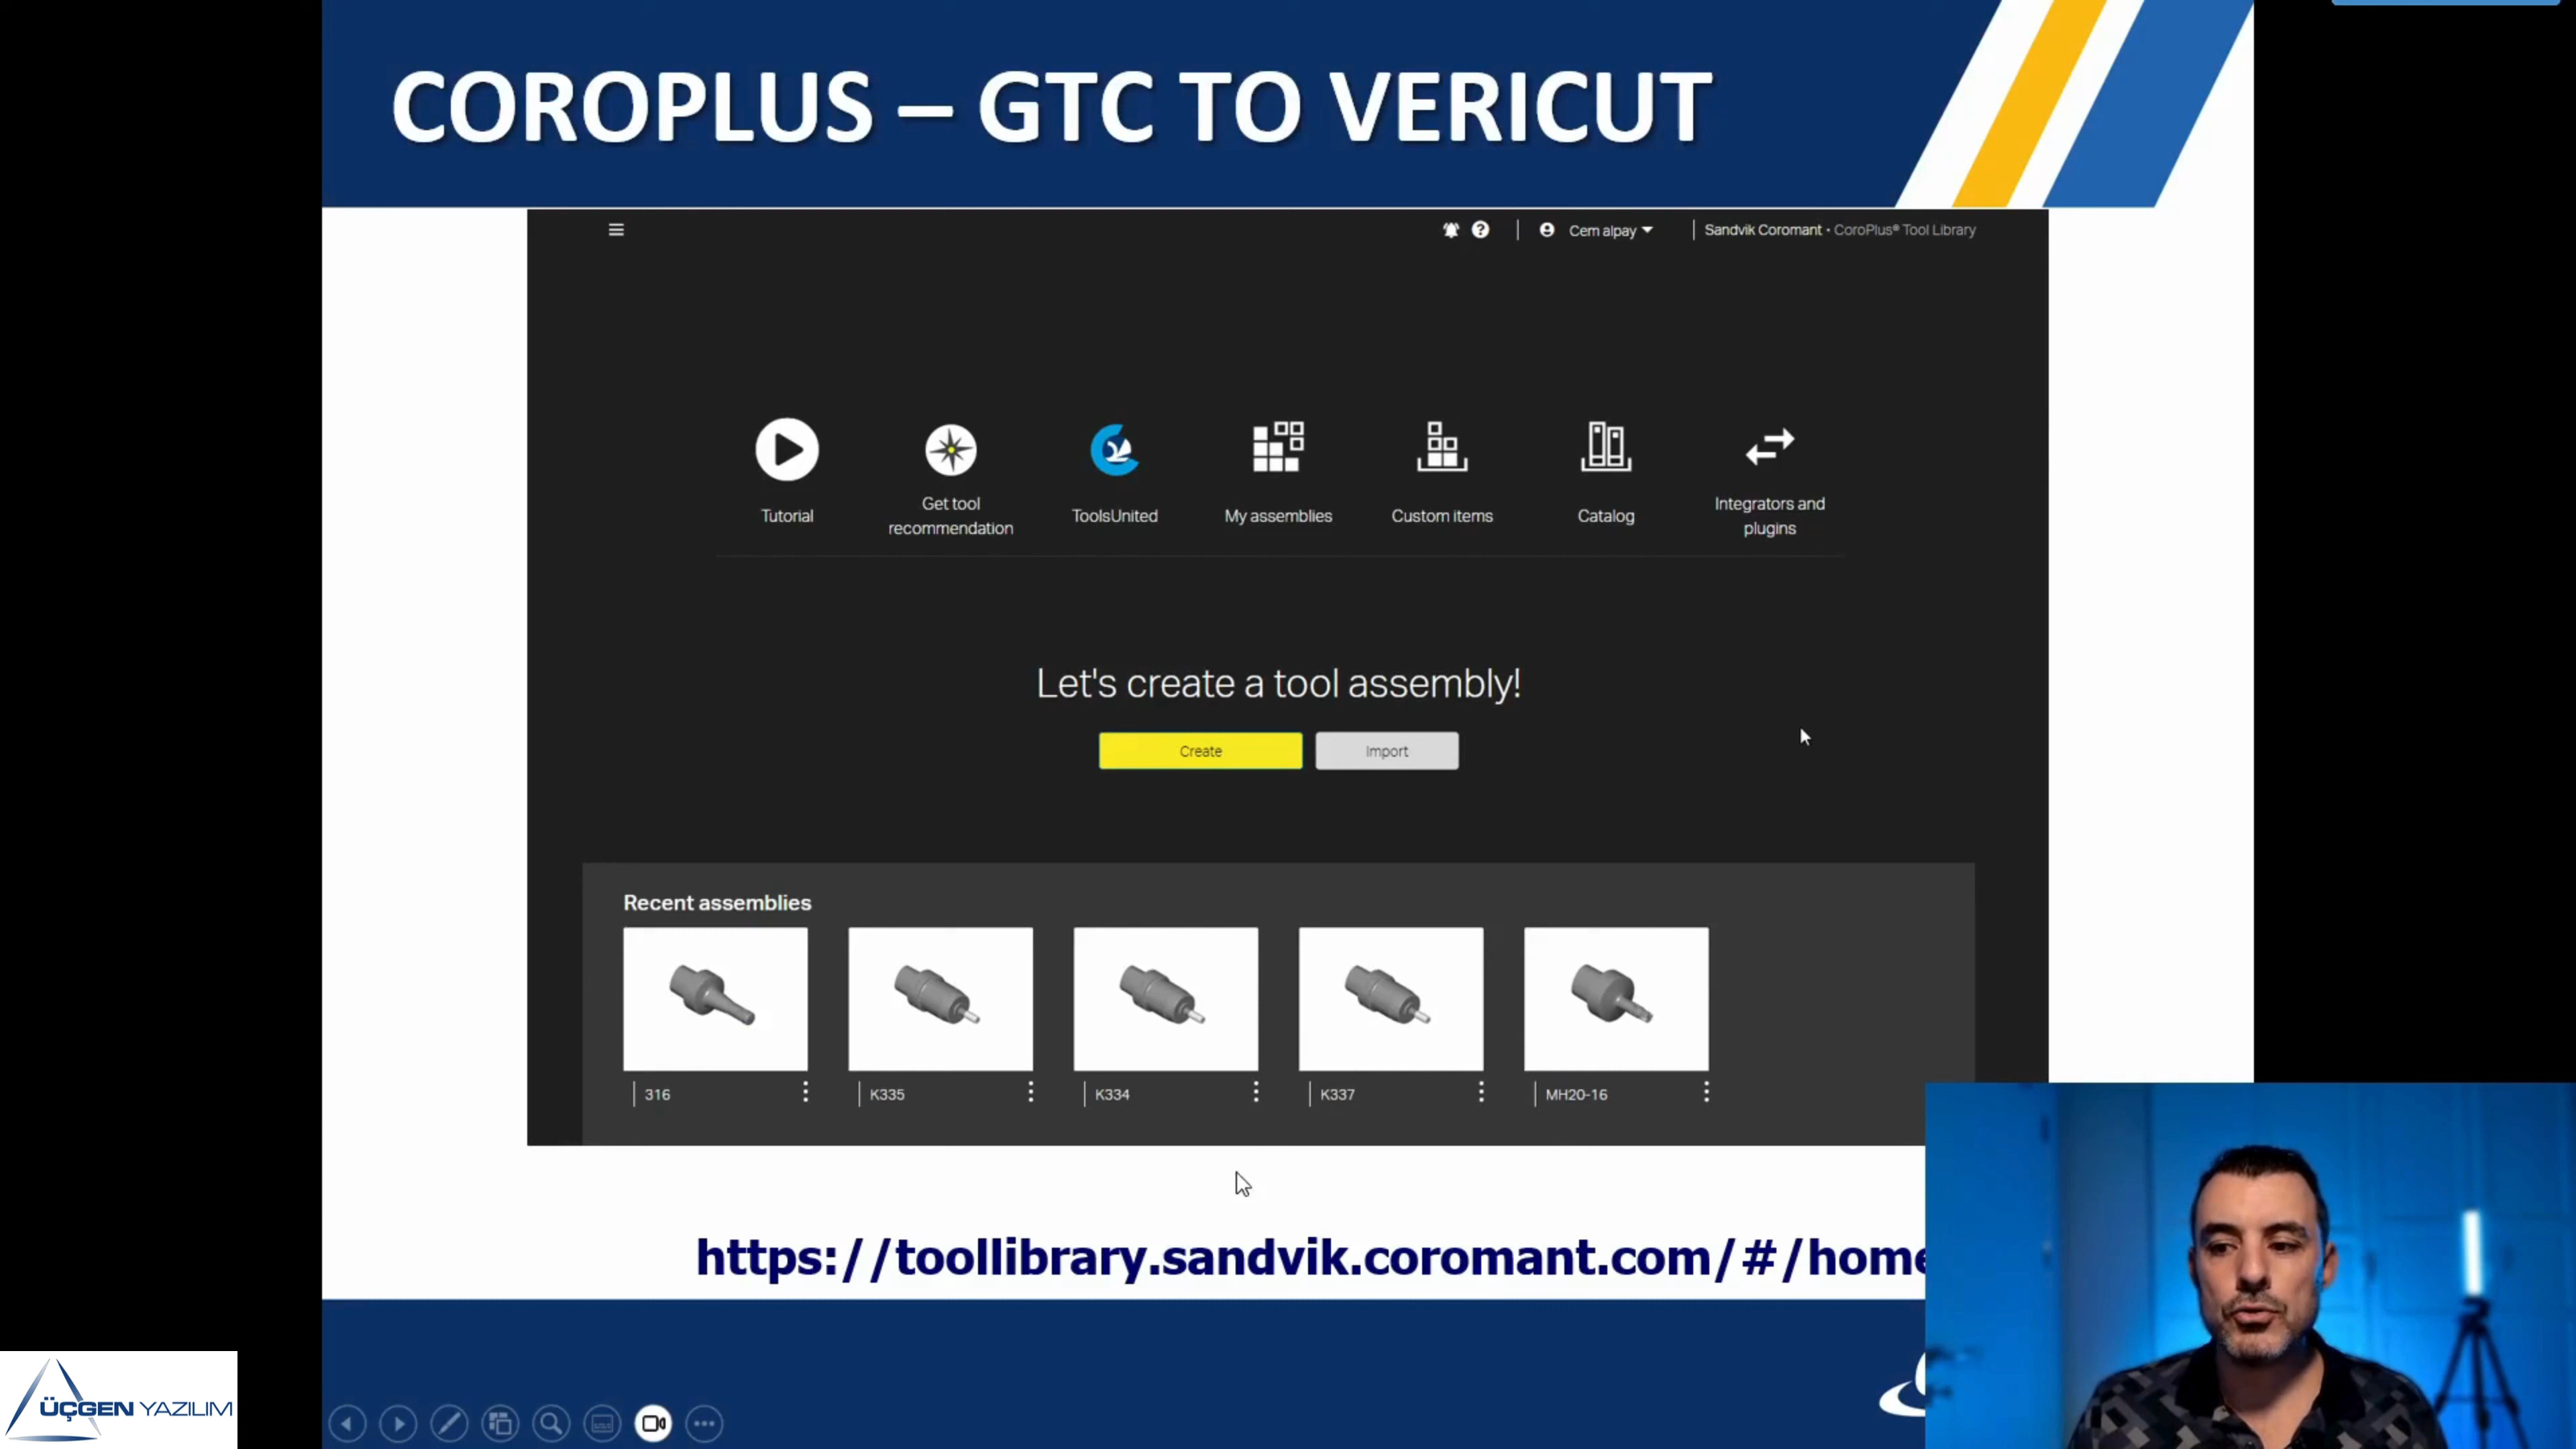 COROPLUS – GTC TO VERICUT
Cem alpay
Sandvik Coromant • CoroPlus® Tool Library
Tutorial
Get tool
recommendation
ToolsUnited
My assemblies
Custom items
Catalog
Integrators and
plugins
Let's create a tool assembly!
Create
Import
Recent assemblies
316
K335
K334
K337
MH20-16
https://toollibrary.sandvik.coromant.com/#/home
ÜÇGEN YAZILIM